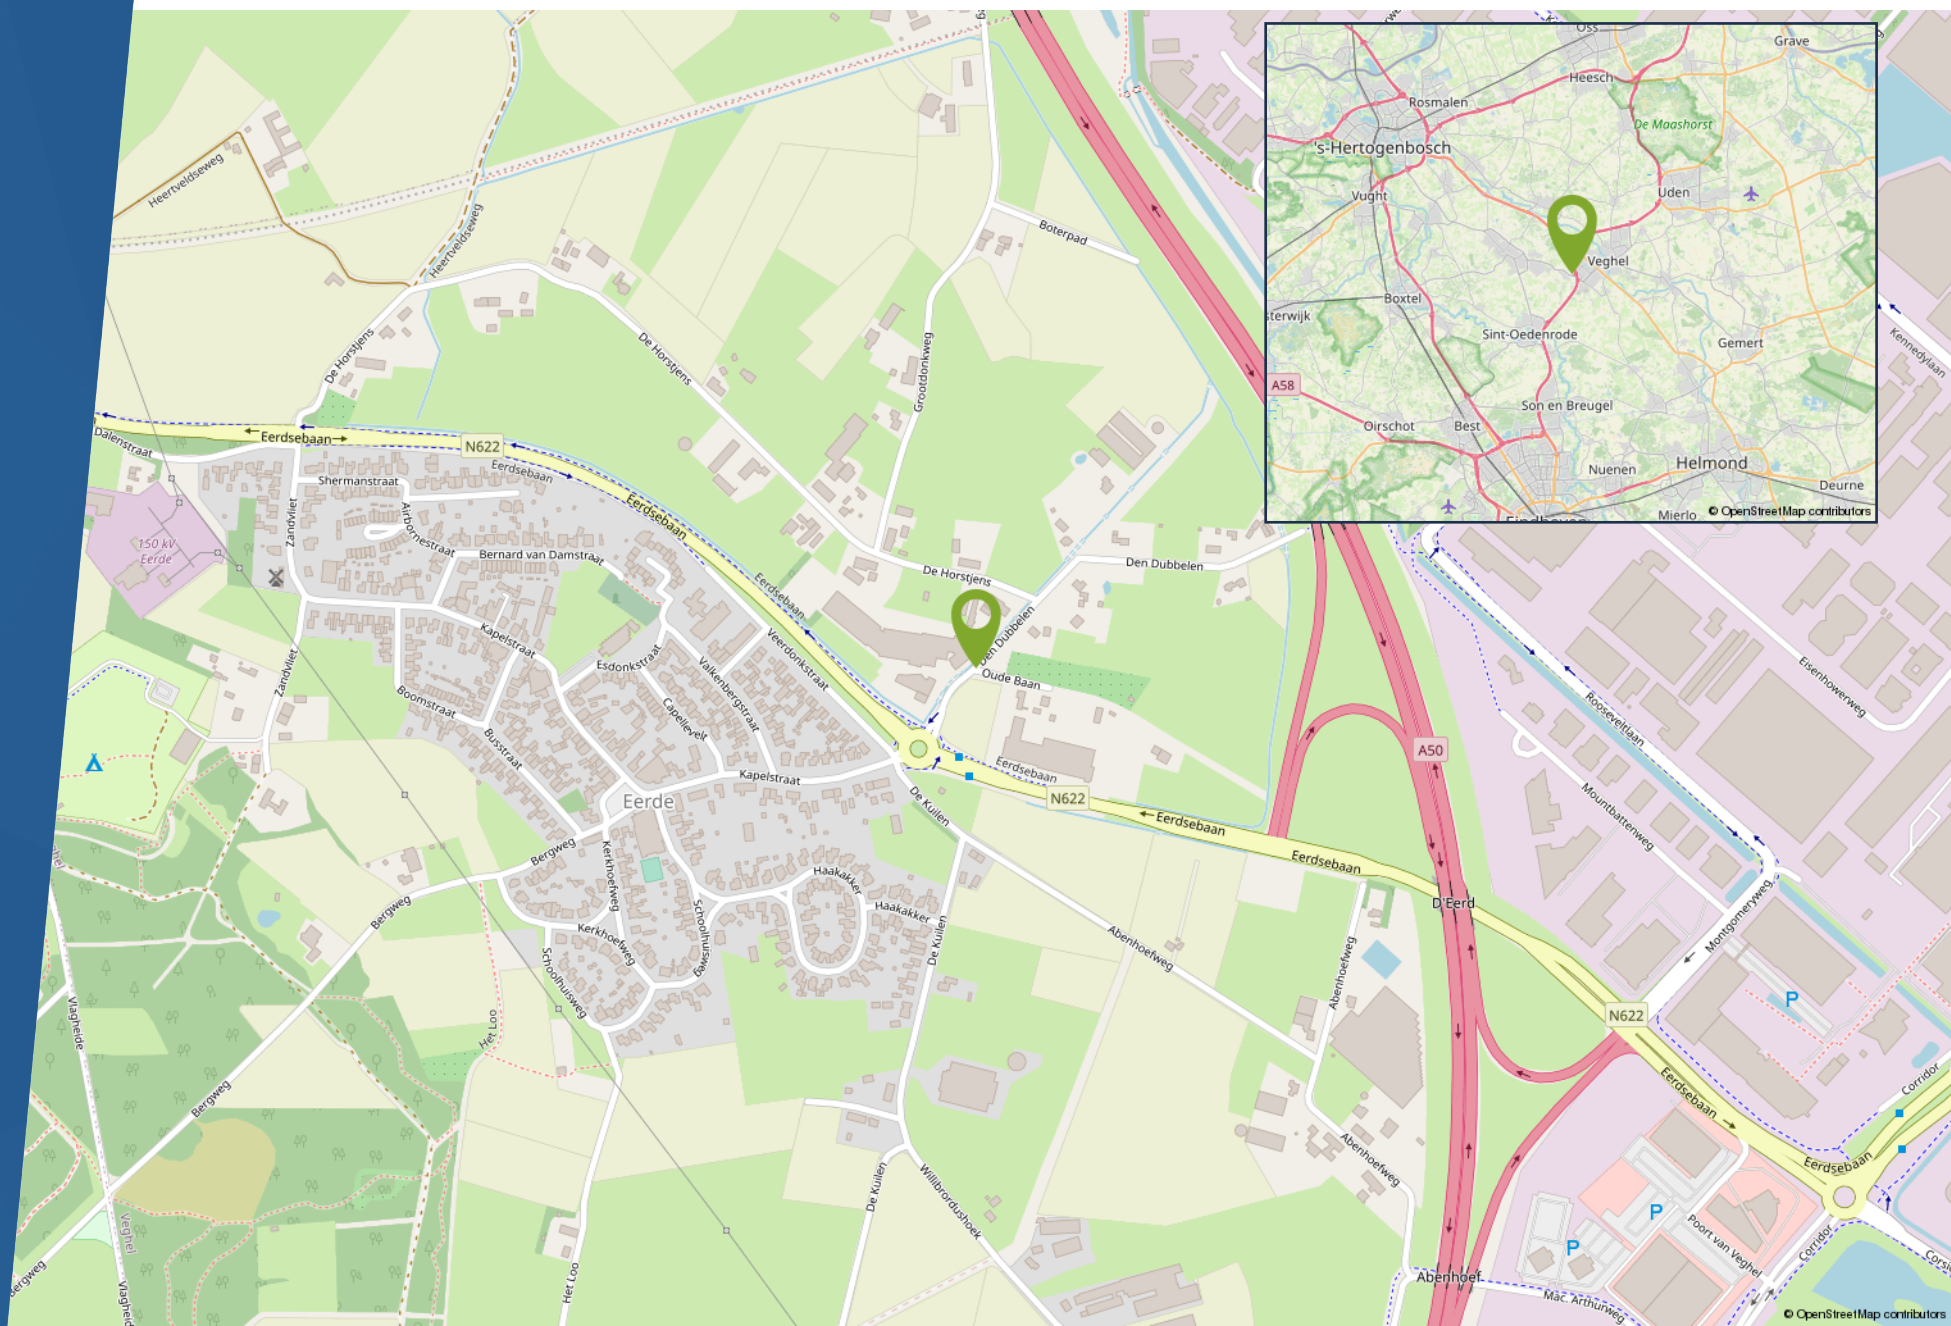 Oss
Grave
Heesch
Rosmalen
De Maashorst
's-Hertogenbosch
Vught
Uden
Veghel
Boxtel
sterwijk
Sint-Oedenrode
Gemert
A58
Son en Breugel
Oirschot
Best
Nuenen
Helmond
Deurne
Mierlo
© OpenStreetMap contributors
Heertveldseweg
Heertveldseweg
Boterpad
De Horstjens
De Horstjens
Grootdonkweg
Kennedylaan
Dalenstraat
Eerdsebaan
N622
Eerdsebaan
Eerdsebaan
Shermanstraat
Zandvliet
Airbornestraat
Bernard van Damstraat
150 kV
Eerde
Eerdsebaan
De Horstjens
Den Dubbelen
Den Dubbelen
Kapelstraat
Zandvliet
Esdonkstraat
Valkenbergstraat
Veerdonkstraat
Oude Baan
Boomstraat
Capellevelt
Busstraat
Eisenhowerweg
Rooseveltlaan
A50
Kapelstraat
Eerdsebaan
N622
Eerde
De Kuilen
Eerdsebaan
Mountbattenweg
Bergweg
Kerkhoefweg
Haakakker
Haakakker
Eerdsebaan
D'Eerd
Bergweg
Schoolhuisweg
Kerkhoefweg
De Kuilen
Abenhoefweg
Abenhoefweg
Montgomeryweg
Schoolhuisweg
Vlagheide
Het Loo
P
N622
Bergweg
Eerdsebaan
Corridor
Abenhoefweg
Eerdsebaan
De Kuilen
Willibrordushoek
Veghel
P
P
Poort van Veghel
Corridor
Bergweg
Het Loo
Abenhoef
Mac. Arthurweg
© OpenStreetMap contributors